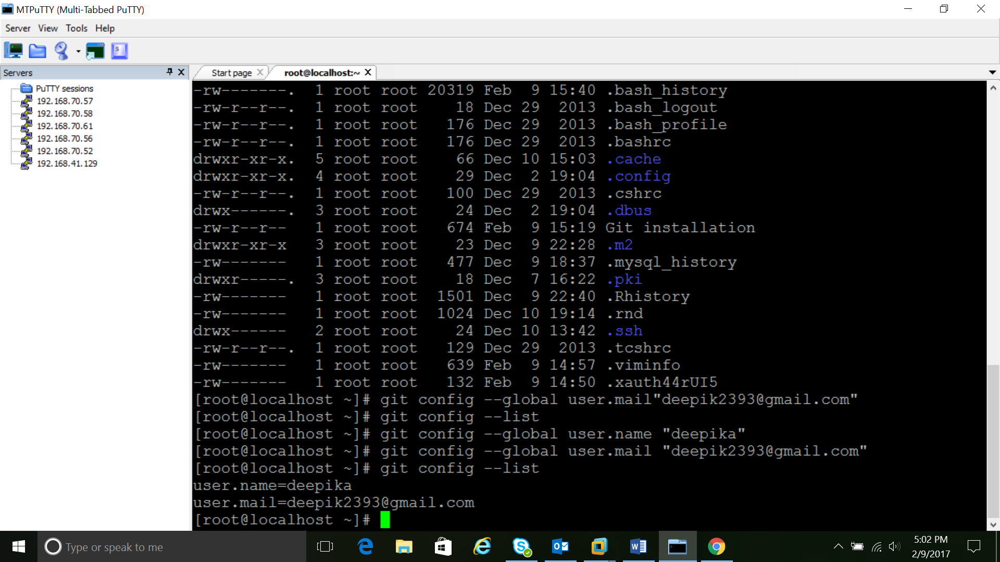 MTPuTTY (Multi-Tabbed PuTTY)
Server View Tools Help
Servers
PuTTY sessions
192.168.70.57
192.168.70.58
192.168.70.61
192.168.70.56
192.168.70.52
192.168.41.129
Start page root@localhost:~
-rw-------. 1 root root 20319 Feb 9 15:40 .bash_history
-rw-r--r--. 1 root root 18 Dec 29 2013 .bash_logout
-rw-r--r--. 1 root root 176 Dec 29 2013 .bash_profile
-rw-r--r--. 1 root root 176 Dec 29 2013 .bashrc
drwxr-xr-x. 5 root root 66 Dec 10 15:03 .cache
drwxr-xr-x. 4 root root 29 Dec 2 19:04 .config
-rw-r--r--. 1 root root 100 Dec 29 2013 .cshrc
drwx------. 3 root root 24 Dec 2 19:04 .dbus
-rw-r--r-- 1 root root 674 Feb 9 15:19 Git installation
drwxr-xr-x 3 root root 23 Dec 9 22:28 .m2
-rw------- 1 root root 477 Dec 9 18:37 .mysql_history
drwxr-----. 3 root root 18 Dec 7 16:22 .pki
-rw------- 1 root root 1501 Dec 9 22:40 .Rhistory
-rw------- 1 root root 1024 Dec 10 19:14 .rnd
drwx------ 2 root root 24 Dec 10 13:42 .ssh
-rw-r--r--. 1 root root 129 Dec 29 2013 .tcshrc
-rw------- 1 root root 639 Feb 9 14:57 .viminfo
-rw------- 1 root root 132 Feb 9 14:50 .xauth44rUI5
[root@localhost ~]# git config --global user.mail"deepik2393@gmail.com"
[root@localhost ~]# git config --list
[root@localhost ~]# git config --global user.name "deepika"
[root@localhost ~]# git config --global user.mail "deepik2393@gmail.com"
[root@localhost ~]# git config --list
user.name=deepika
user.mail=deepik2393@gmail.com
[root@localhost ~]#
Type or speak to me
5:02 PM
2/9/2017